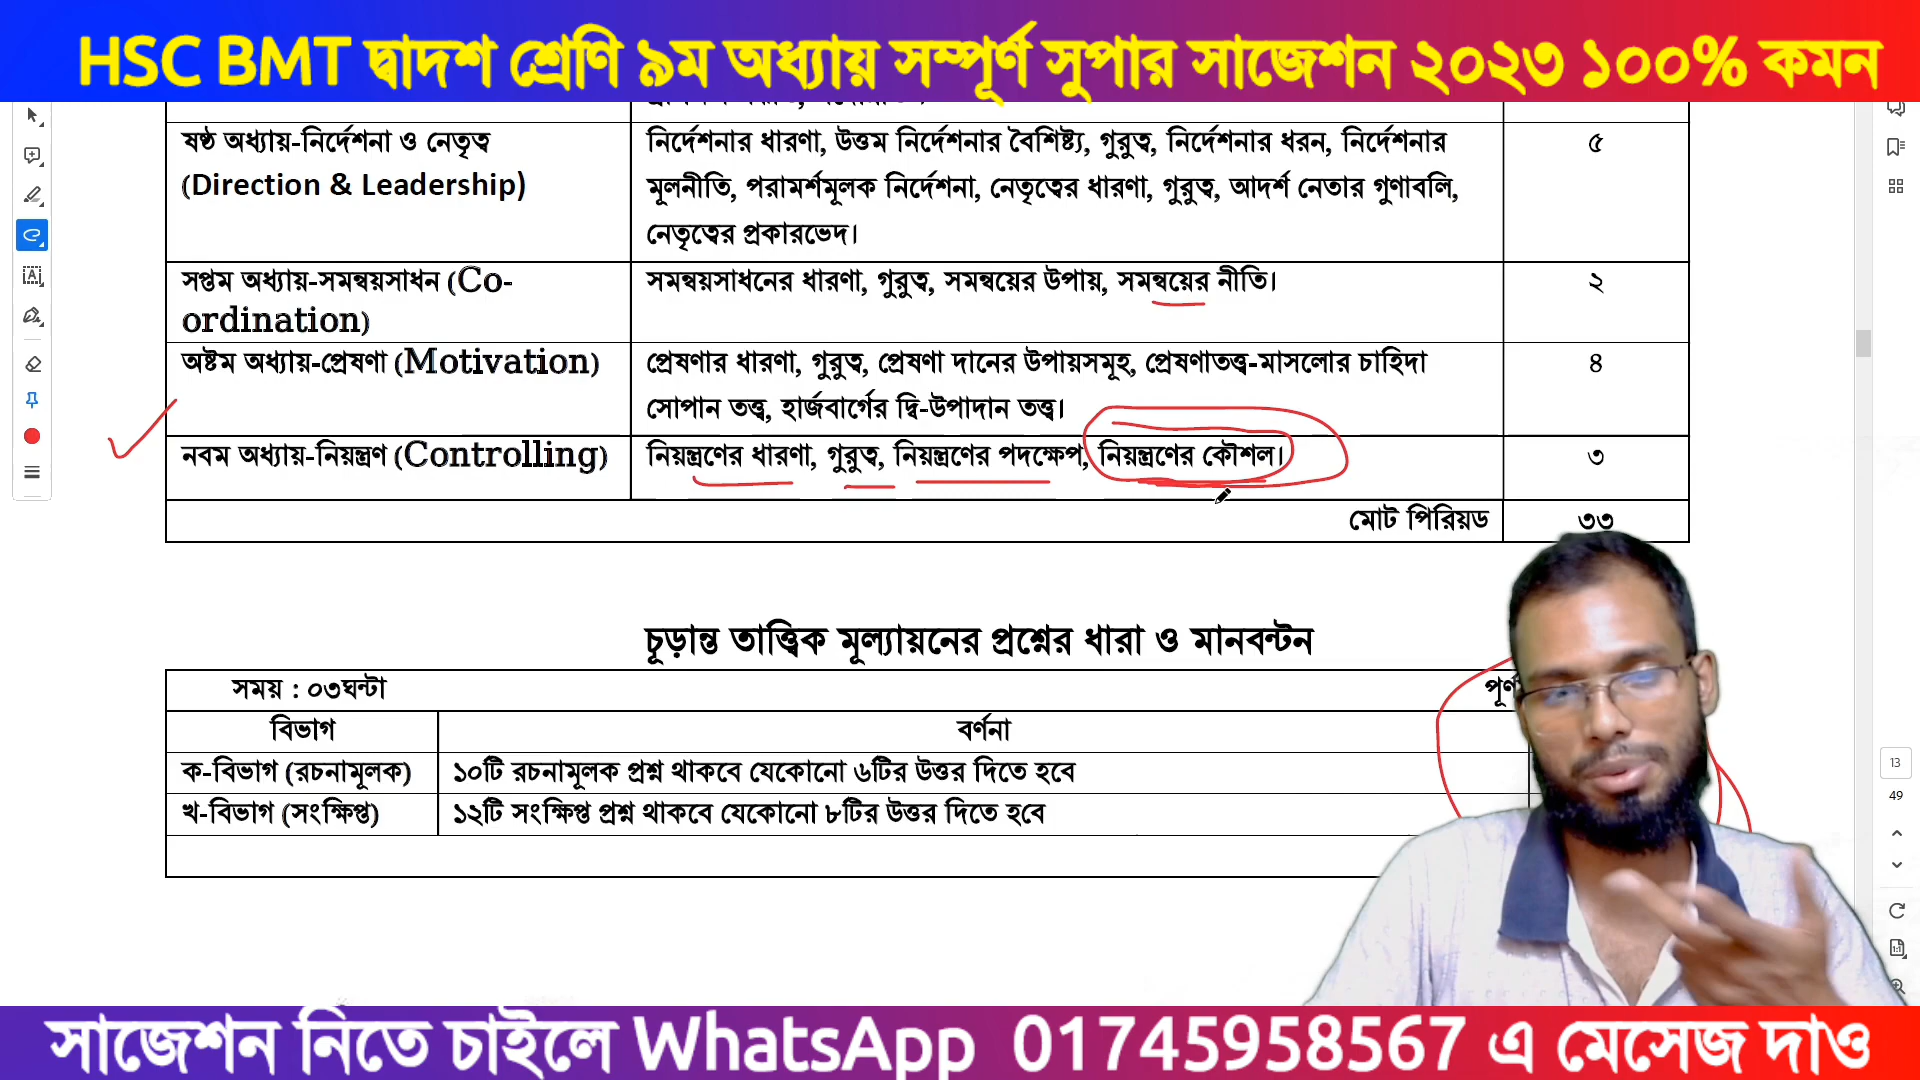 HSC BMT দ্বাদশ শ্রেণি ৯ম অধ্যায় সম্পূর্ণ সুপার সাজেশন ২০২৩ ১০০% কমন
ষষ্ঠ অধ্যায়-নির্দেশনা ও নেতৃত্ব
(Direction & Leadership)
নির্দেশনার ধারণা, উত্তম নির্দেশনার বৈশিষ্ট্য, গুরুত্ব, নির্দেশনার ধরন, নির্দেশনার
মূলনীতি, পরামর্শমূলক নির্দেশনা, নেতৃত্বের ধারণা, গুরুত্ব, আদর্শ নেতার গুণাবলি,
নেতৃত্বের প্রকারভেদ।
৫
সপ্তম অধ্যায়-সমন্বয়সাধন (Co-
ordination)
সমন্বয়সাধনের ধারণা, গুরুত্ব, সমন্বয়ের উপায়, সমন্বয়ের নীতি।
২
অষ্টম অধ্যায়-প্রেষণা (Motivation)
প্রেষণার ধারণা, গুরুত্ব, প্রেষণা দানের উপায়সমূহ, প্রেষণাতত্ত্ব-মাসলোর চাহিদা
সোপান তত্ত্ব, হার্জবার্গের দ্বি-উপাদান তত্ত্ব।
৪
নবম অধ্যায়-নিয়ন্ত্রণ (Controlling)
নিয়ন্ত্রণের ধারণা, গুরুত্ব, নিয়ন্ত্রণের পদক্ষেপ, নিয়ন্ত্রণের কৌশল।
৩
মোট পিরিয়ড
৩৩
চূড়ান্ত তাত্ত্বিক মূল্যায়নের প্রশ্নের ধারা ও মানবন্টন
সময় : ০৩ঘন্টা
বিভাগ
বর্ণনা
ক-বিভাগ (রচনামূলক)
১০টি রচনামূলক প্রশ্ন থাকবে যেকোনো ৬টির উত্তর দিতে হবে
খ-বিভাগ (সংক্ষিপ্ত)
১২টি সংক্ষিপ্ত প্রশ্ন থাকবে যেকোনো ৮টির উত্তর দিতে হবে
13
49
সাজেশন নিতে চাইলে WhatsApp 01745958567 এ মেসেজ দাও